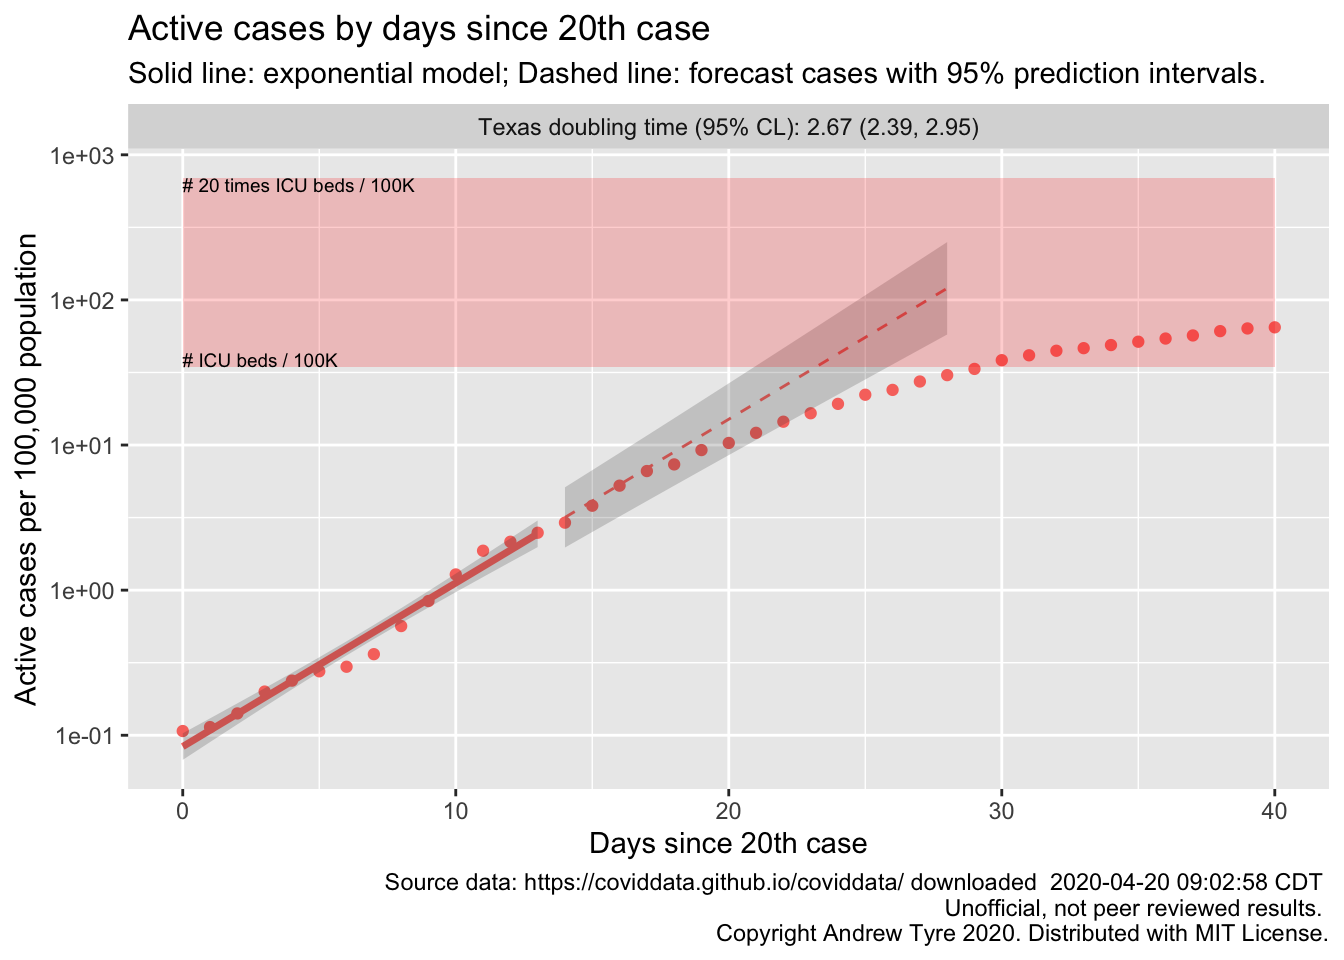 Active cases by days since 20th case
Solid line: exponential model; Dashed line: forecast cases with 95% prediction intervals.
Texas doubling time (95% CL): 2.67 (2.39, 2.95)
Active cases per 100,000 population
1e+03
1e+02
1e+01
1e+00
1e-01
# 20 times ICU beds / 100K
# ICU beds / 100K
0
10
20
30
40
Days since 20th case
Source data: https://coviddata.github.io/coviddata/ downloaded  2020-04-20 09:02:58 CDT
Unofficial, not peer reviewed results.
Copyright Andrew Tyre 2020. Distributed with MIT License.